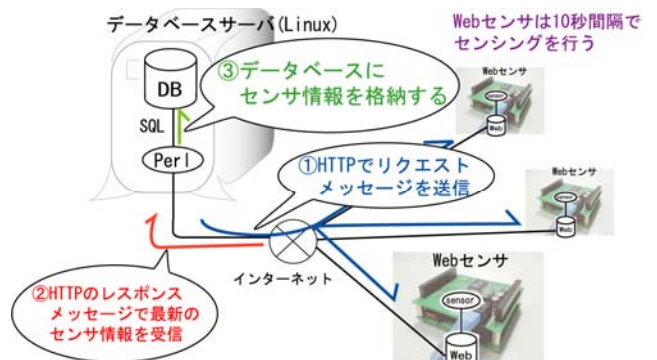 データベースサーバ(Linux)
Webセンサは10秒間隔で
センシングを行う
DB
SQL
Perl
③データベースに
センサ情報を格納する
Webセンサ
sensor
Web
①HTTPでリクエスト
メッセージを送信
Webセンサ
sensor
Web
インターネット
②HTTPのレスポンス
メッセージで最新の
センサ情報を受信
Webセンサ
sensor
Web